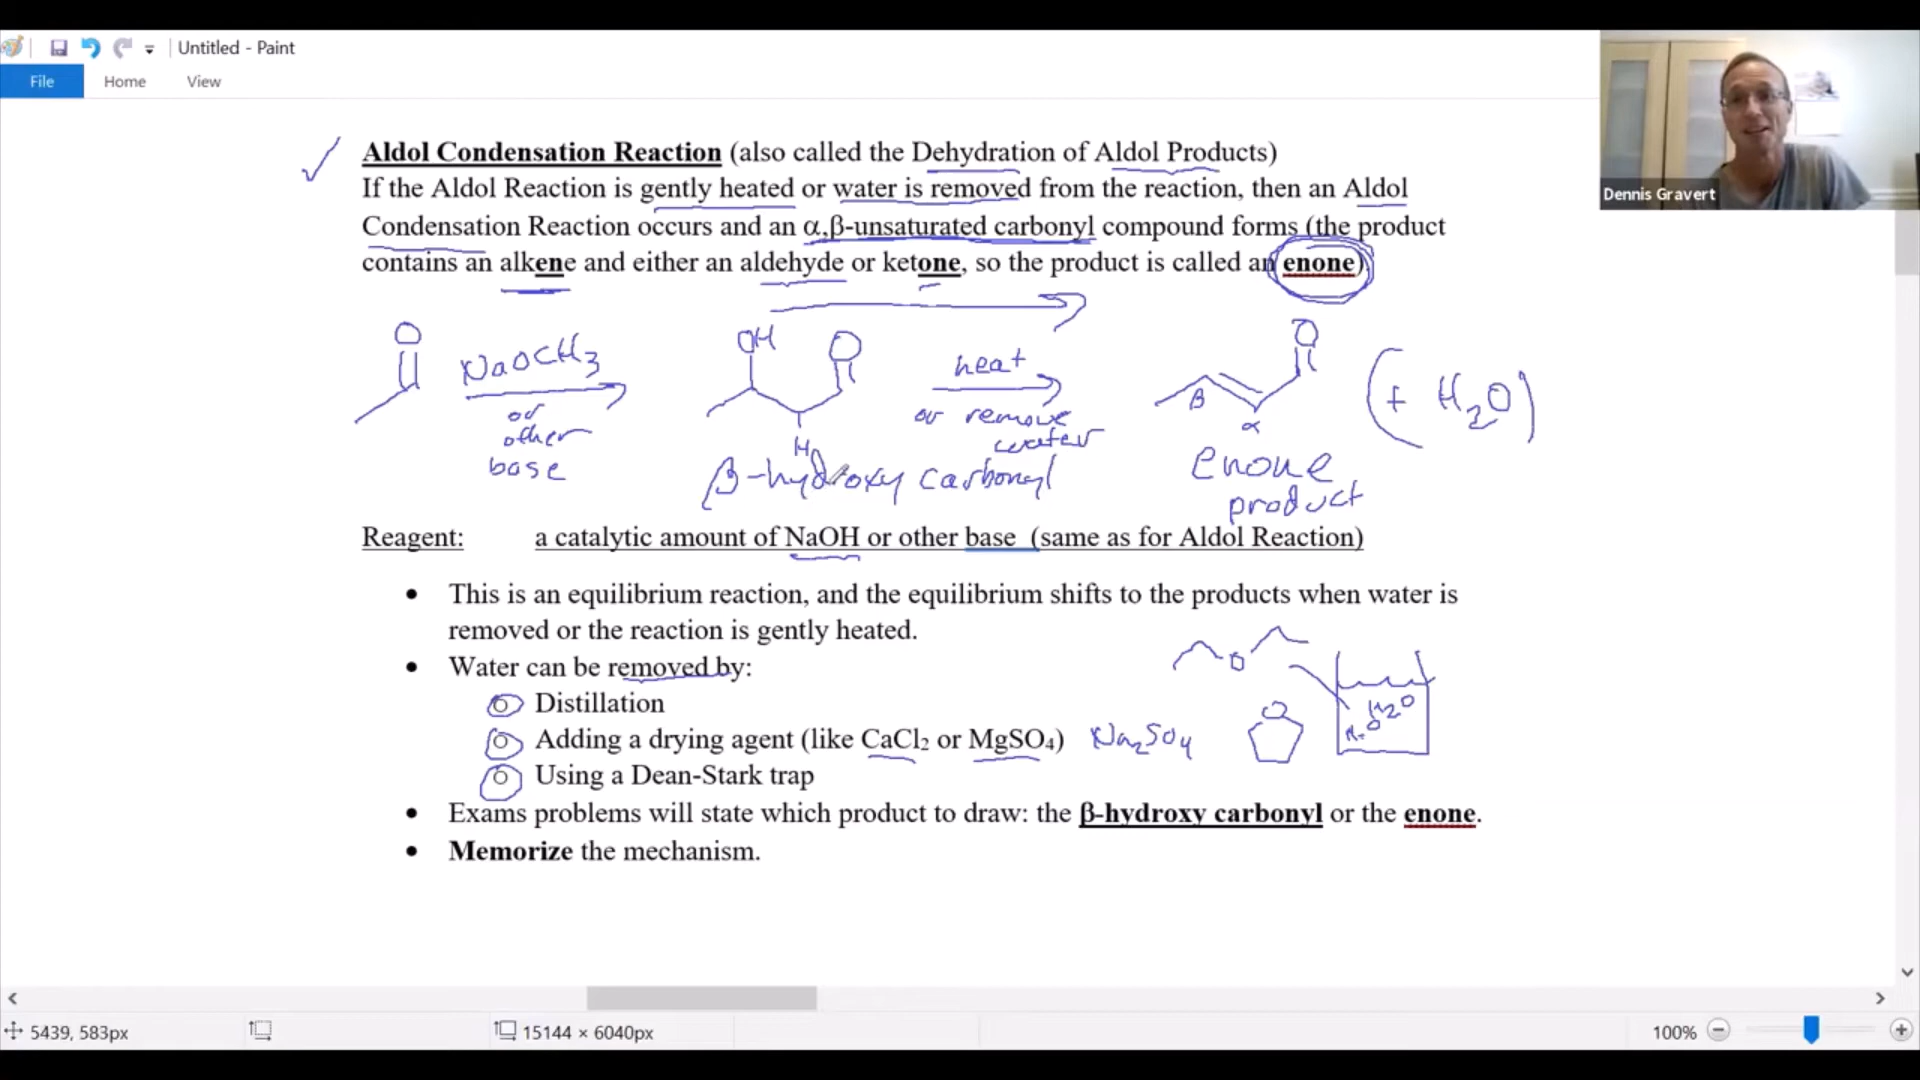 Untitled - Paint
File Home View
Dennis Gravert
Aldol Condensation Reaction (also called the Dehydration of Aldol Products)
If the Aldol Reaction is gently heated or water is removed from the reaction, then an Aldol
Condensation Reaction occurs and an α,β-unsaturated carbonyl compound forms (the product
contains an alkene and either an aldehyde or ketone, so the product is called an enone)
O
NaOCH3
or
other
base
OH O
H
β-hydroxy carbonyl
heat
or remove
water
O
β
α
(+ H2O)
enone
product
Reagent: a catalytic amount of NaOH or other base (same as for Aldol Reaction)
• This is an equilibrium reaction, and the equilibrium shifts to the products when water is
removed or the reaction is gently heated.
• Water can be removed by:
o Distillation
o Adding a drying agent (like CaCl2 or MgSO4) Na2SO4
o Using a Dean-Stark trap
O
O
H2O
H2O
• Exams problems will state which product to draw: the β-hydroxy carbonyl or the enone.
• Memorize the mechanism.
5439, 583px 15144 × 6040px 100%